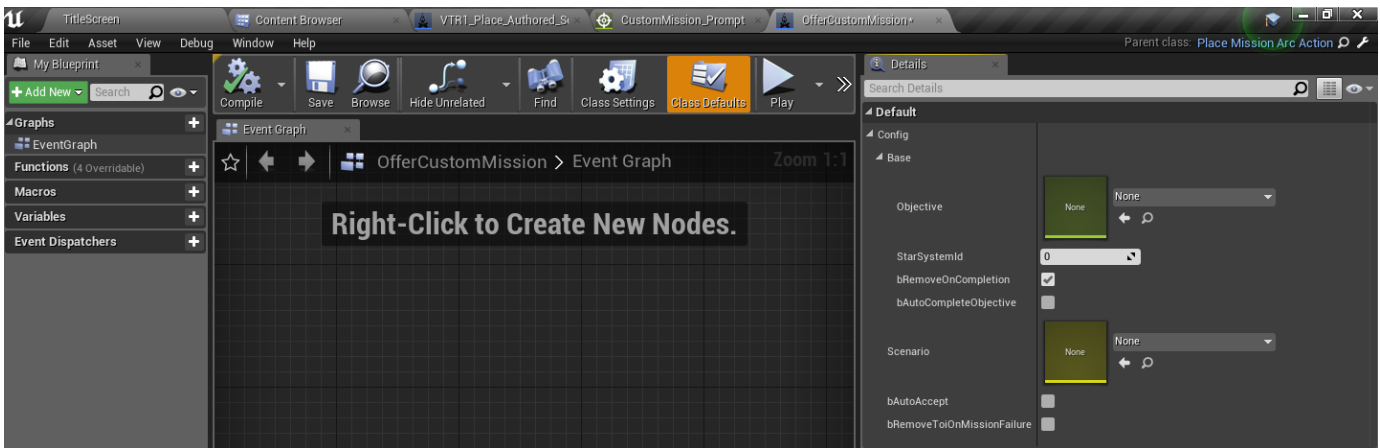 TitleScreen
Content Browser
VTR1_Place_Authored_S
CustomMission_Prompt
OfferCustomMission*
File Edit Asset View Debug Window Help
Parent class: Place Mission Arc Action
My Blueprint
Add New
Search
Compile
Save
Browse
Hide Unrelated
Find
Class Settings
Class Defaults
Play
Details
Search Details
Graphs
EventGraph
Functions (4 Overridable)
Macros
Variables
Event Dispatchers
Event Graph
OfferCustomMission > Event Graph
Zoom 1:1
Right-Click to Create New Nodes.
Default
Config
Base
Objective
None
None
StarSystemId
0
bRemoveOnCompletion
bAutoCompleteObjective
Scenario
None
None
bAutoAccept
bRemoveToiOnMissionFailure